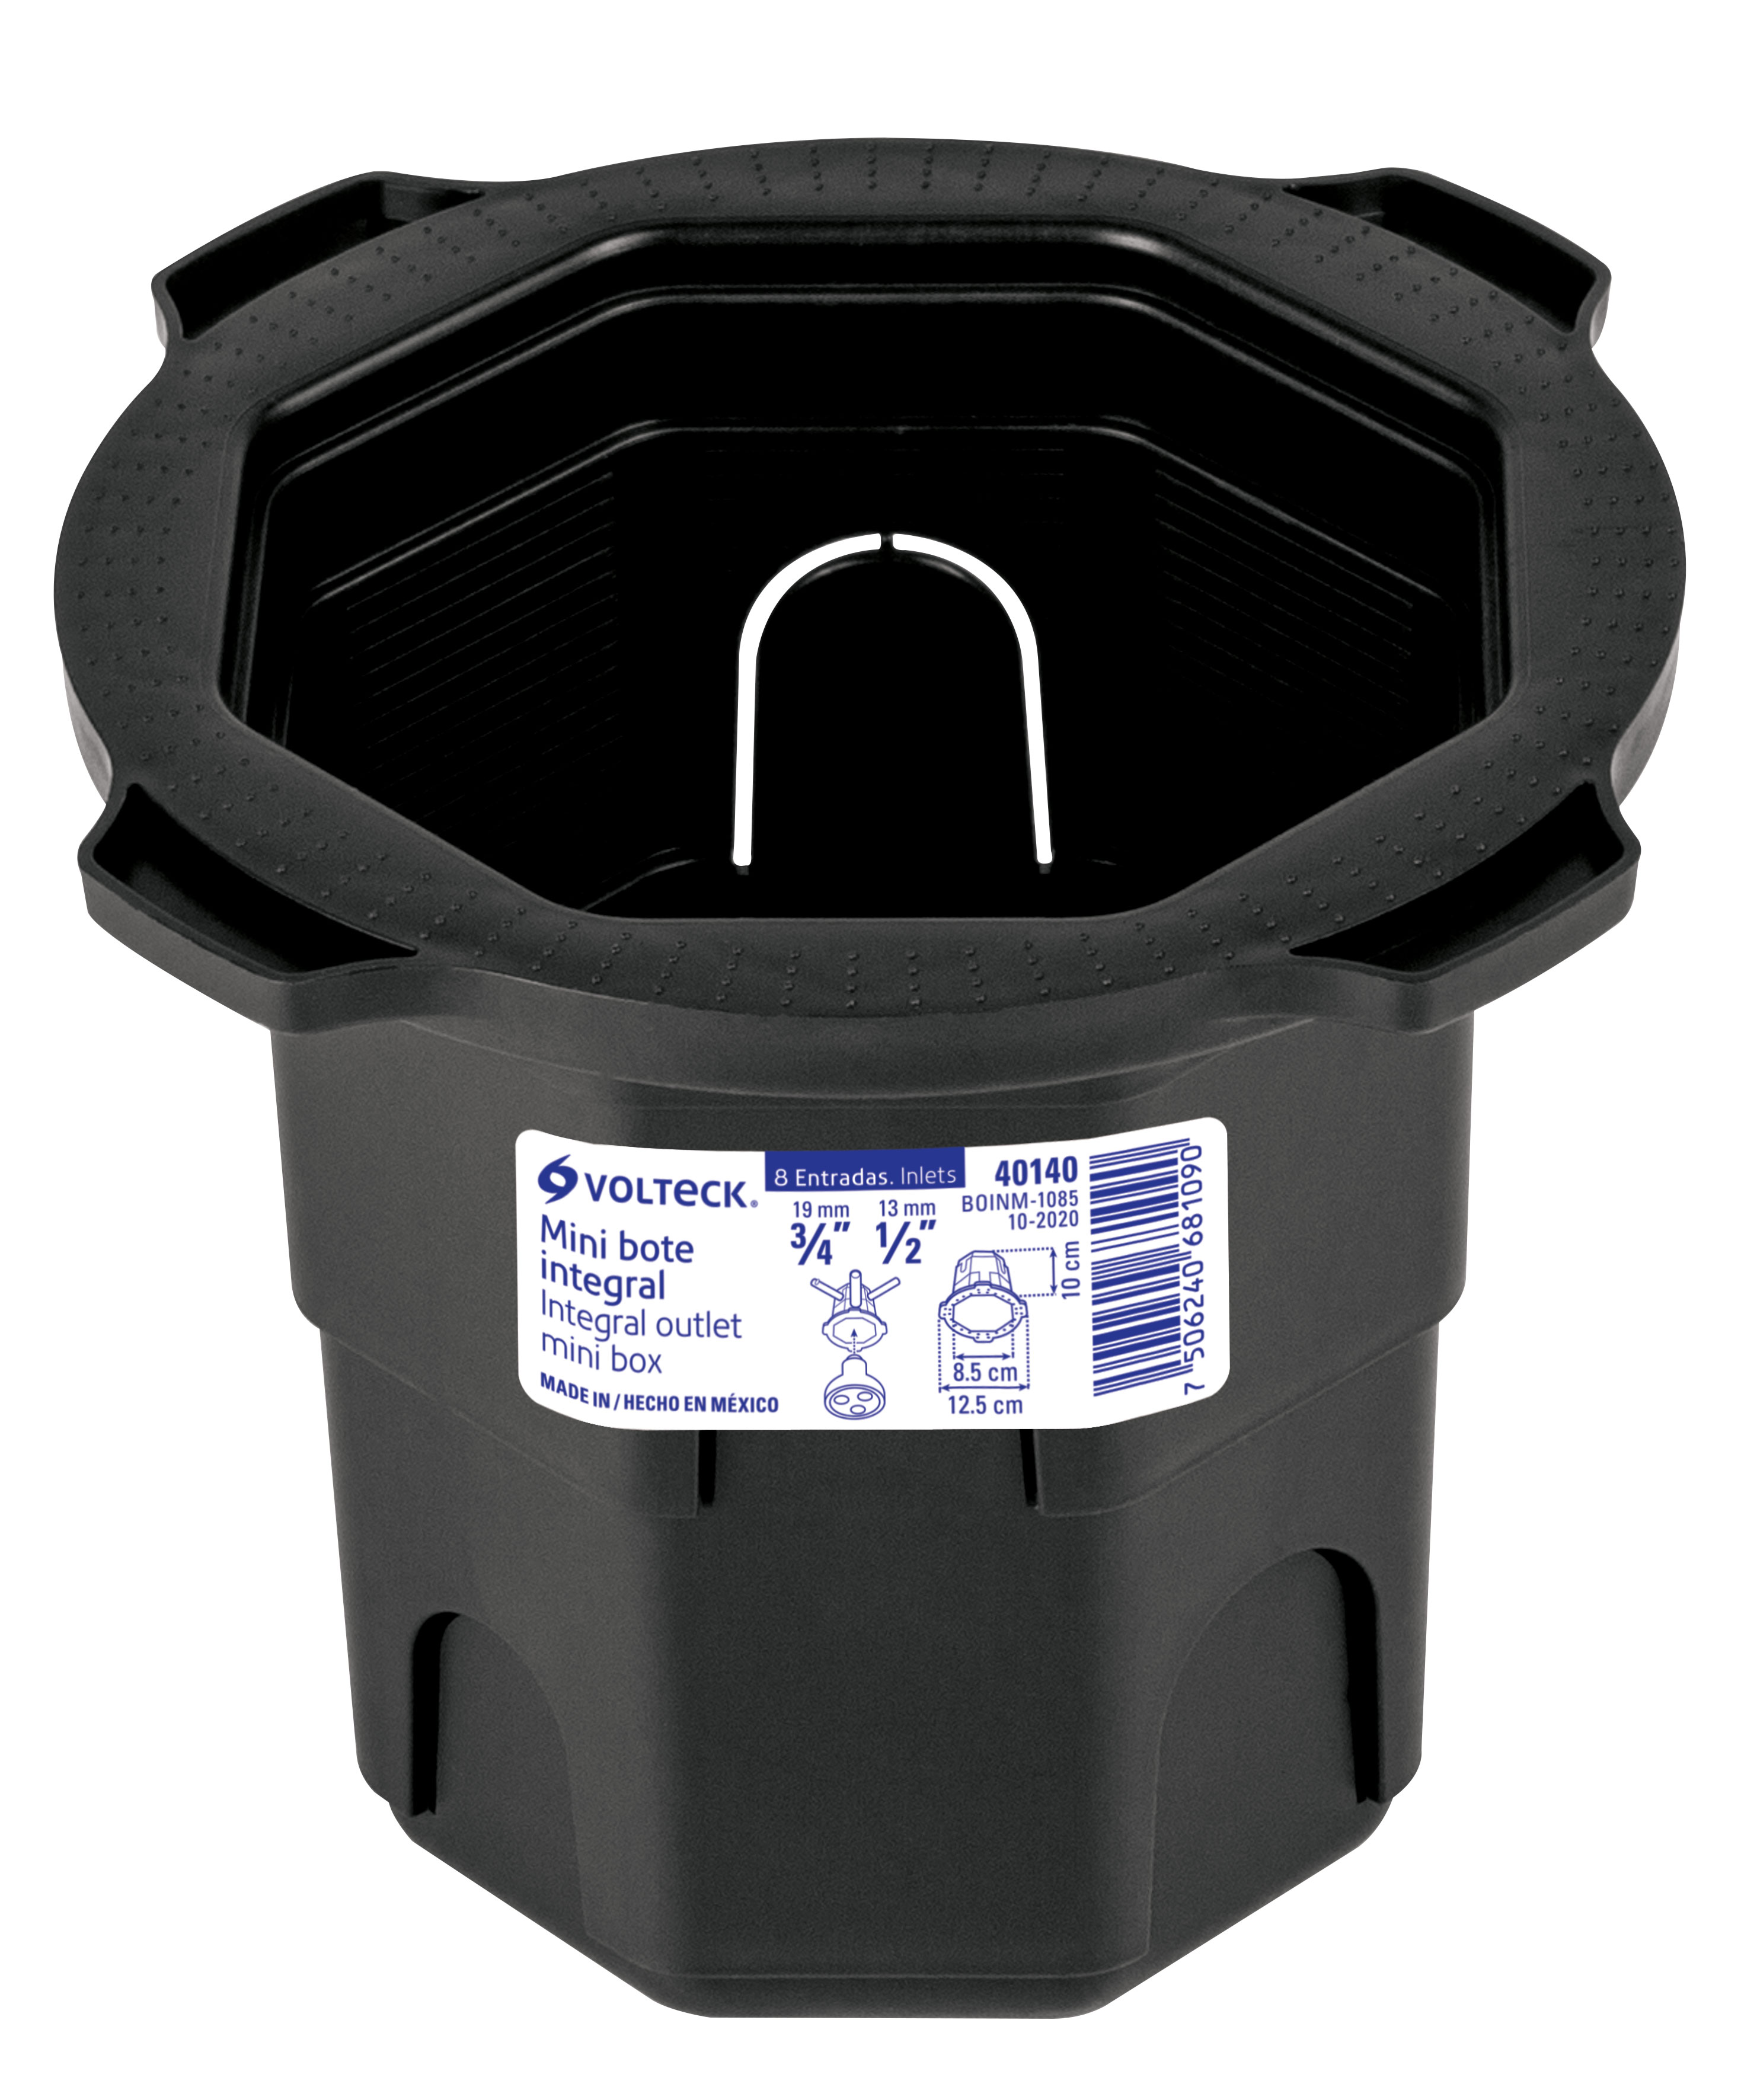 VOLTECK®
Mini bote
integral
Integral outlet
mini box
MADE IN / HECHO EN MÉXICO
8 Entradas. Inlets
19 mm 13 mm
3/4" 1/2"
40140
BOINM-1085
10-2020
10 cm
8.5 cm
12.5 cm
7 506240 681090